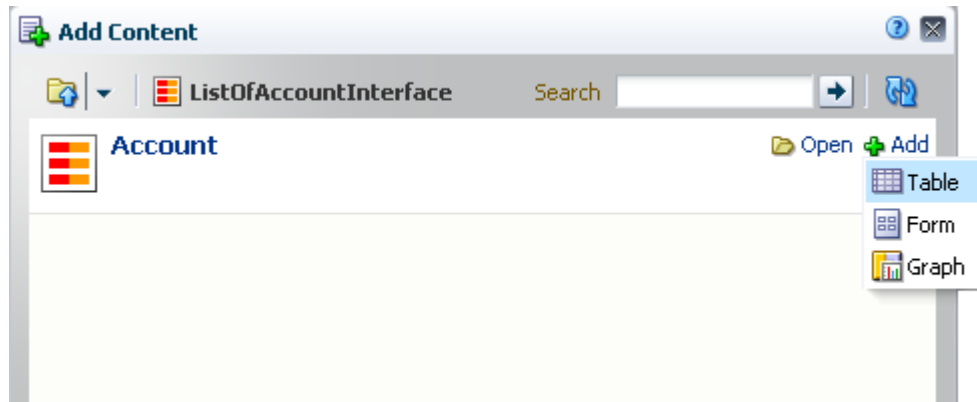 Add Content
ListOfAccountInterface Search
Account Open Add
Table
Form
Graph